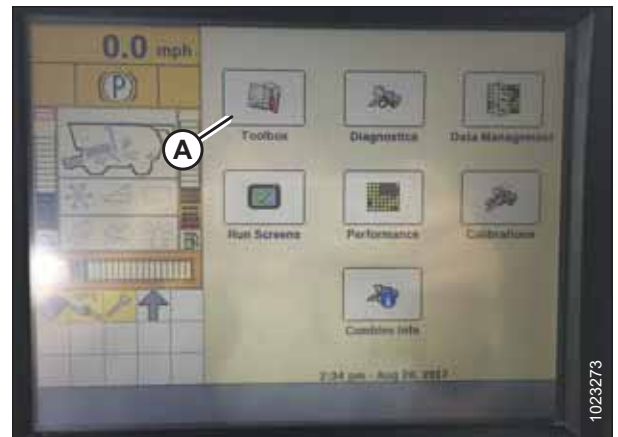 0.0 mph
(P)
A
Toolbox
Diagnostics
Data Management
Run Screens
Performance
Calibrations
Combine Info
2:34 pm - Aug 24, 2017
1023273